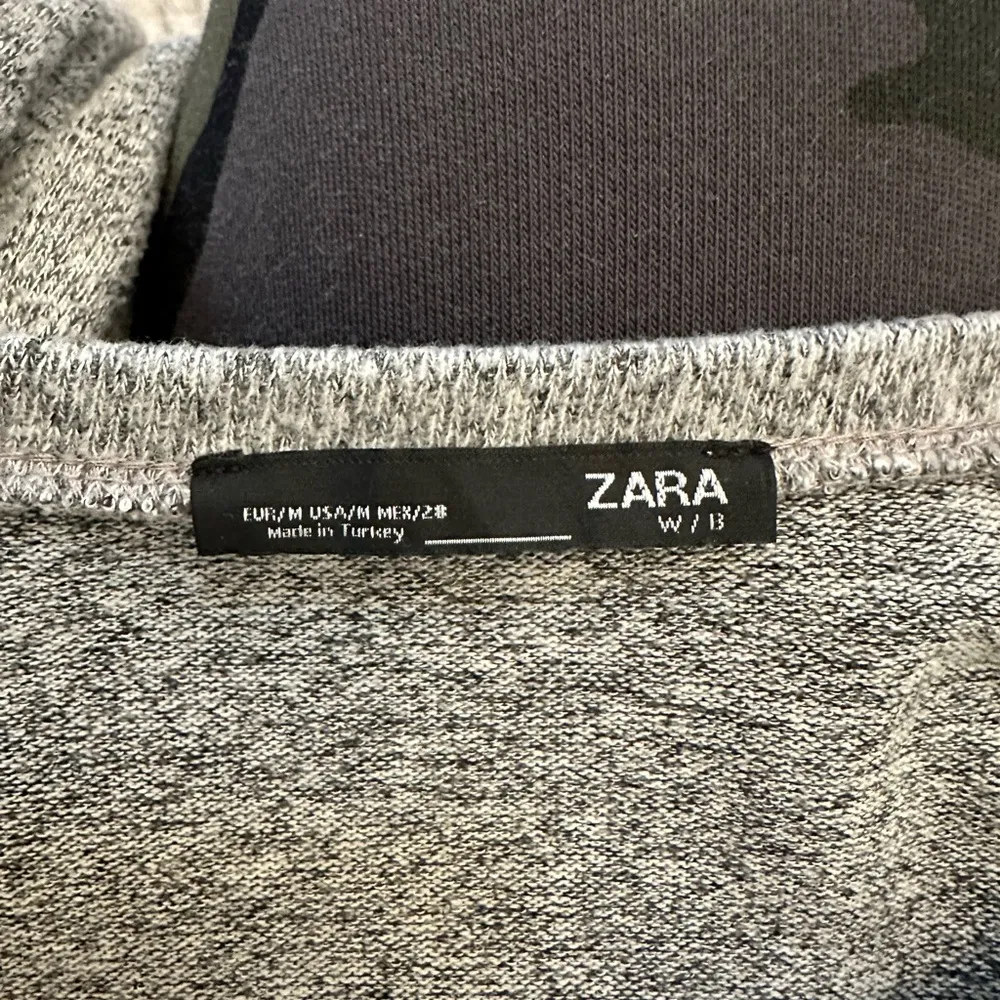 EUR/M USA/M MEX/28
Made in Turkey
ZARA
W / B